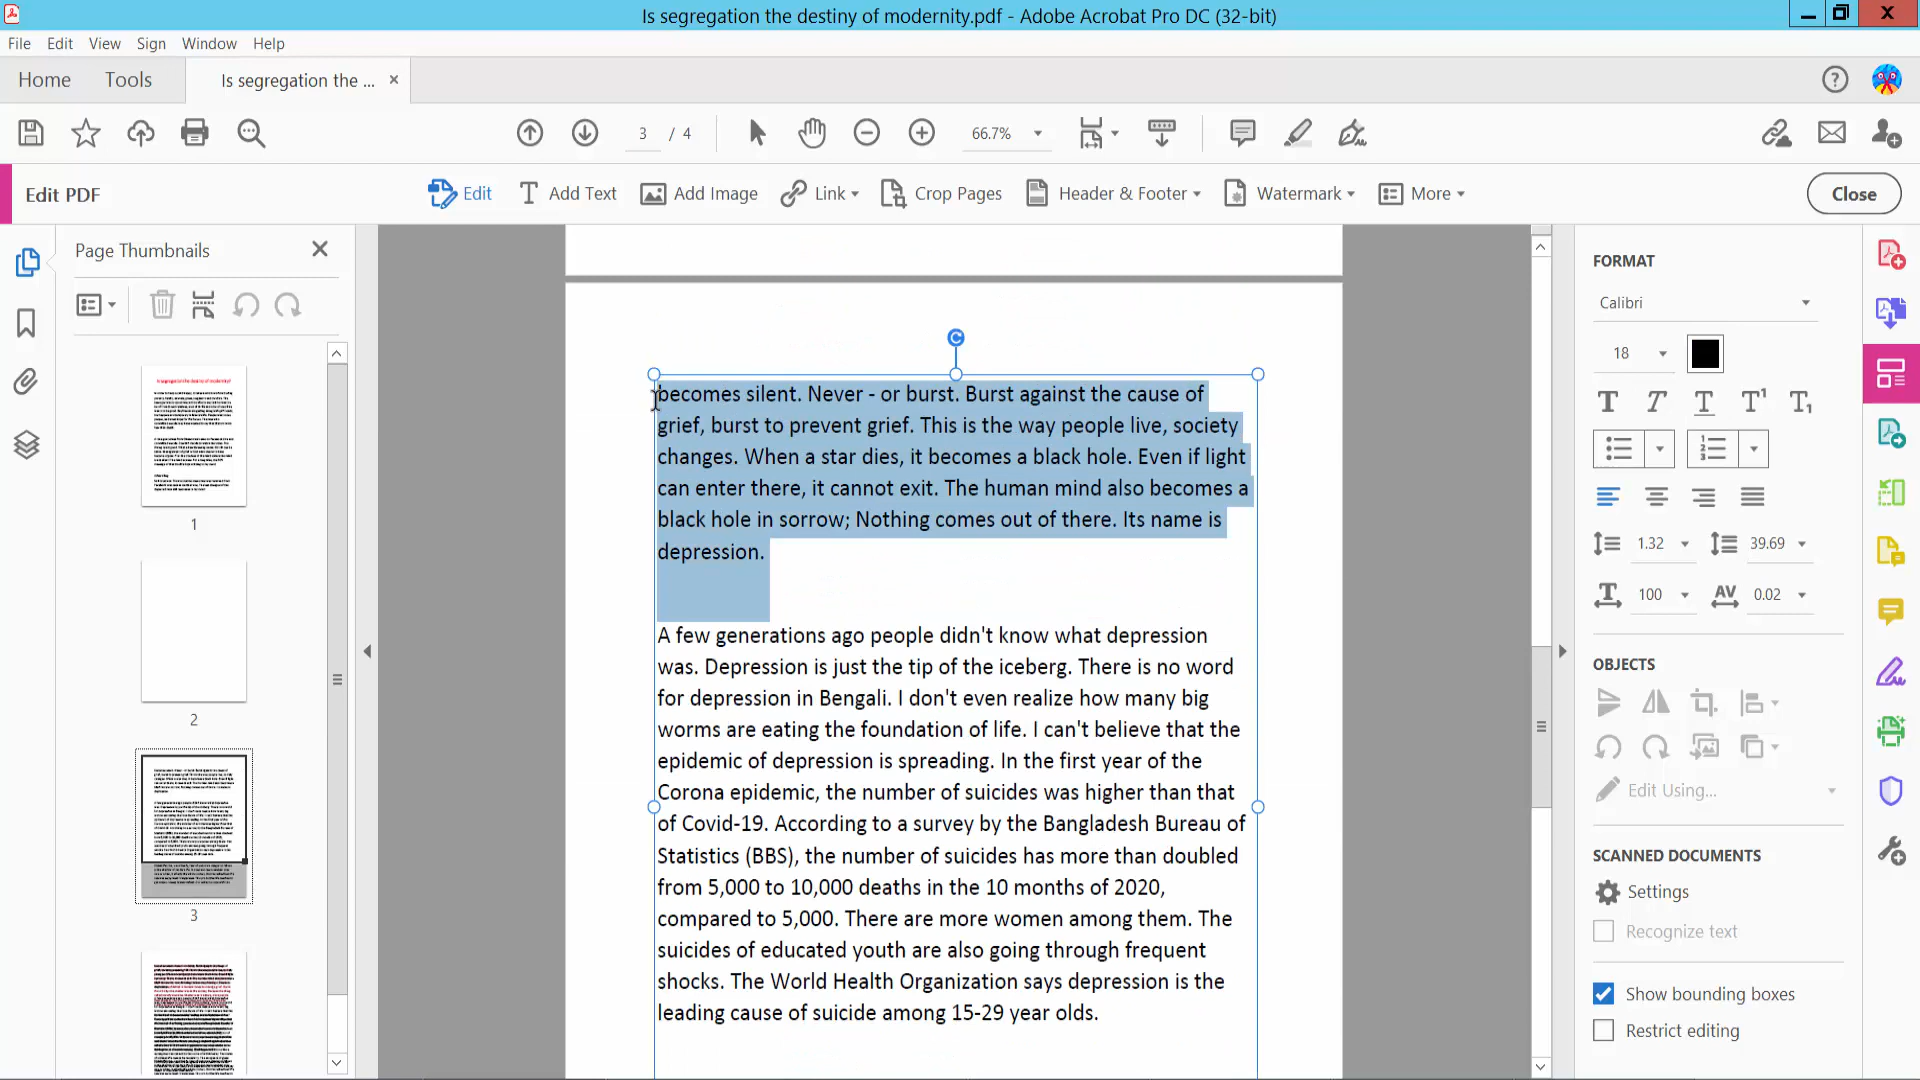 Is segregation the destiny of modernity.pdf - Adobe Acrobat Pro DC (32-bit)
File Edit View Sign Window Help
Home Tools Is segregation the ...
3 / 4 66.7%
Edit PDF Edit Add Text Add Image Link Crop Pages Header & Footer Watermark More Close
Page Thumbnails
1
2
3
becomes silent. Never - or burst. Burst against the cause of
grief, burst to prevent grief. This is the way people live, society
changes. When a star dies, it becomes a black hole. Even if light
can enter there, it cannot exit. The human mind also becomes a
black hole in sorrow; Nothing comes out of there. Its name is
depression.
A few generations ago people didn't know what depression
was. Depression is just the tip of the iceberg. There is no word
for depression in Bengali. I don't even realize how many big
worms are eating the foundation of life. I can't believe that the
epidemic of depression is spreading. In the first year of the
Corona epidemic, the number of suicides was higher than that
of Covid-19. According to a survey by the Bangladesh Bureau of
Statistics (BBS), the number of suicides has more than doubled
from 5,000 to 10,000 deaths in the 10 months of 2020,
compared to 5,000. There are more women among them. The
suicides of educated youth are also going through frequent
shocks. The World Health Organization says depression is the
leading cause of suicide among 15-29 year olds.
FORMAT
Calibri
18
1.32 39.69
100 0.02
OBJECTS
Edit Using...
SCANNED DOCUMENTS
Settings
Recognize text
Show bounding boxes
Restrict editing